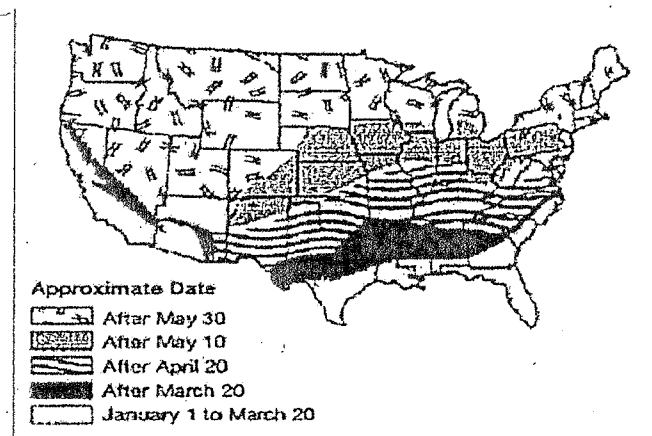 Approximate Date
After May 30
After May 10
After April 20
After March 20
January 1 to March 20